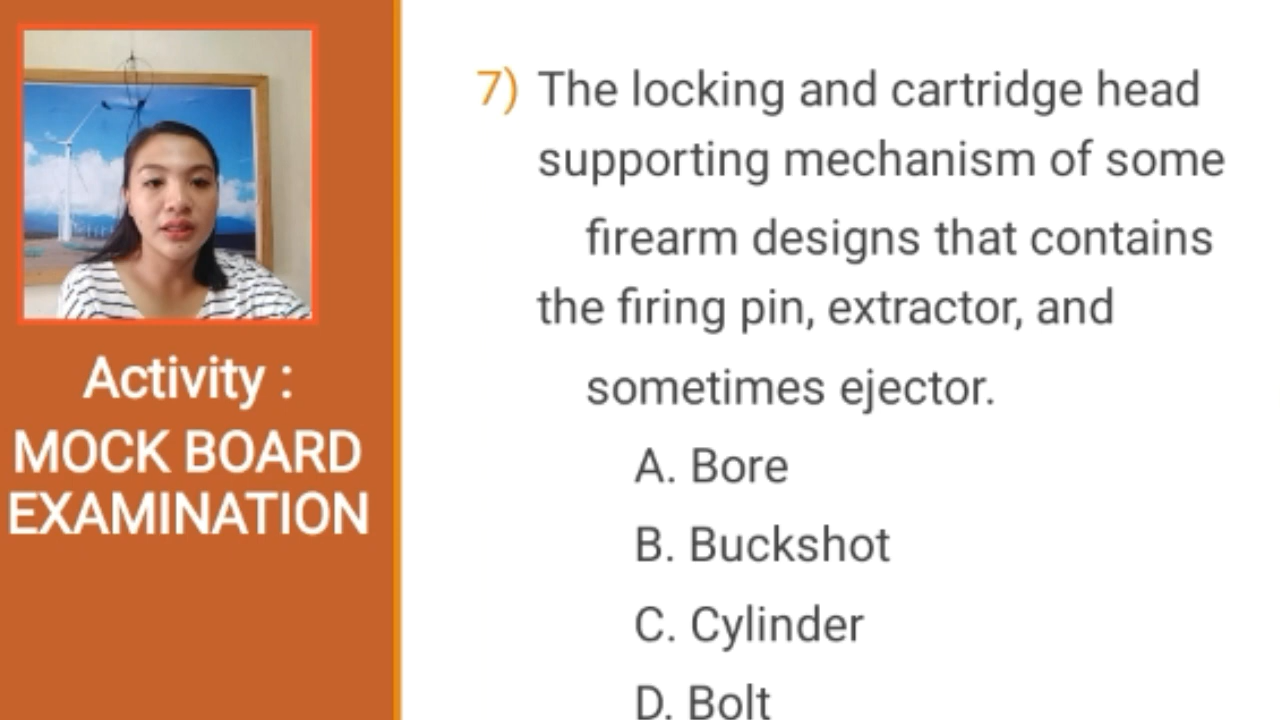 Activity :
MOCK BOARD
EXAMINATION
7) The locking and cartridge head
supporting mechanism of some
firearm designs that contains
the firing pin, extractor, and
sometimes ejector.
A. Bore
B. Buckshot
C. Cylinder
D. Bolt